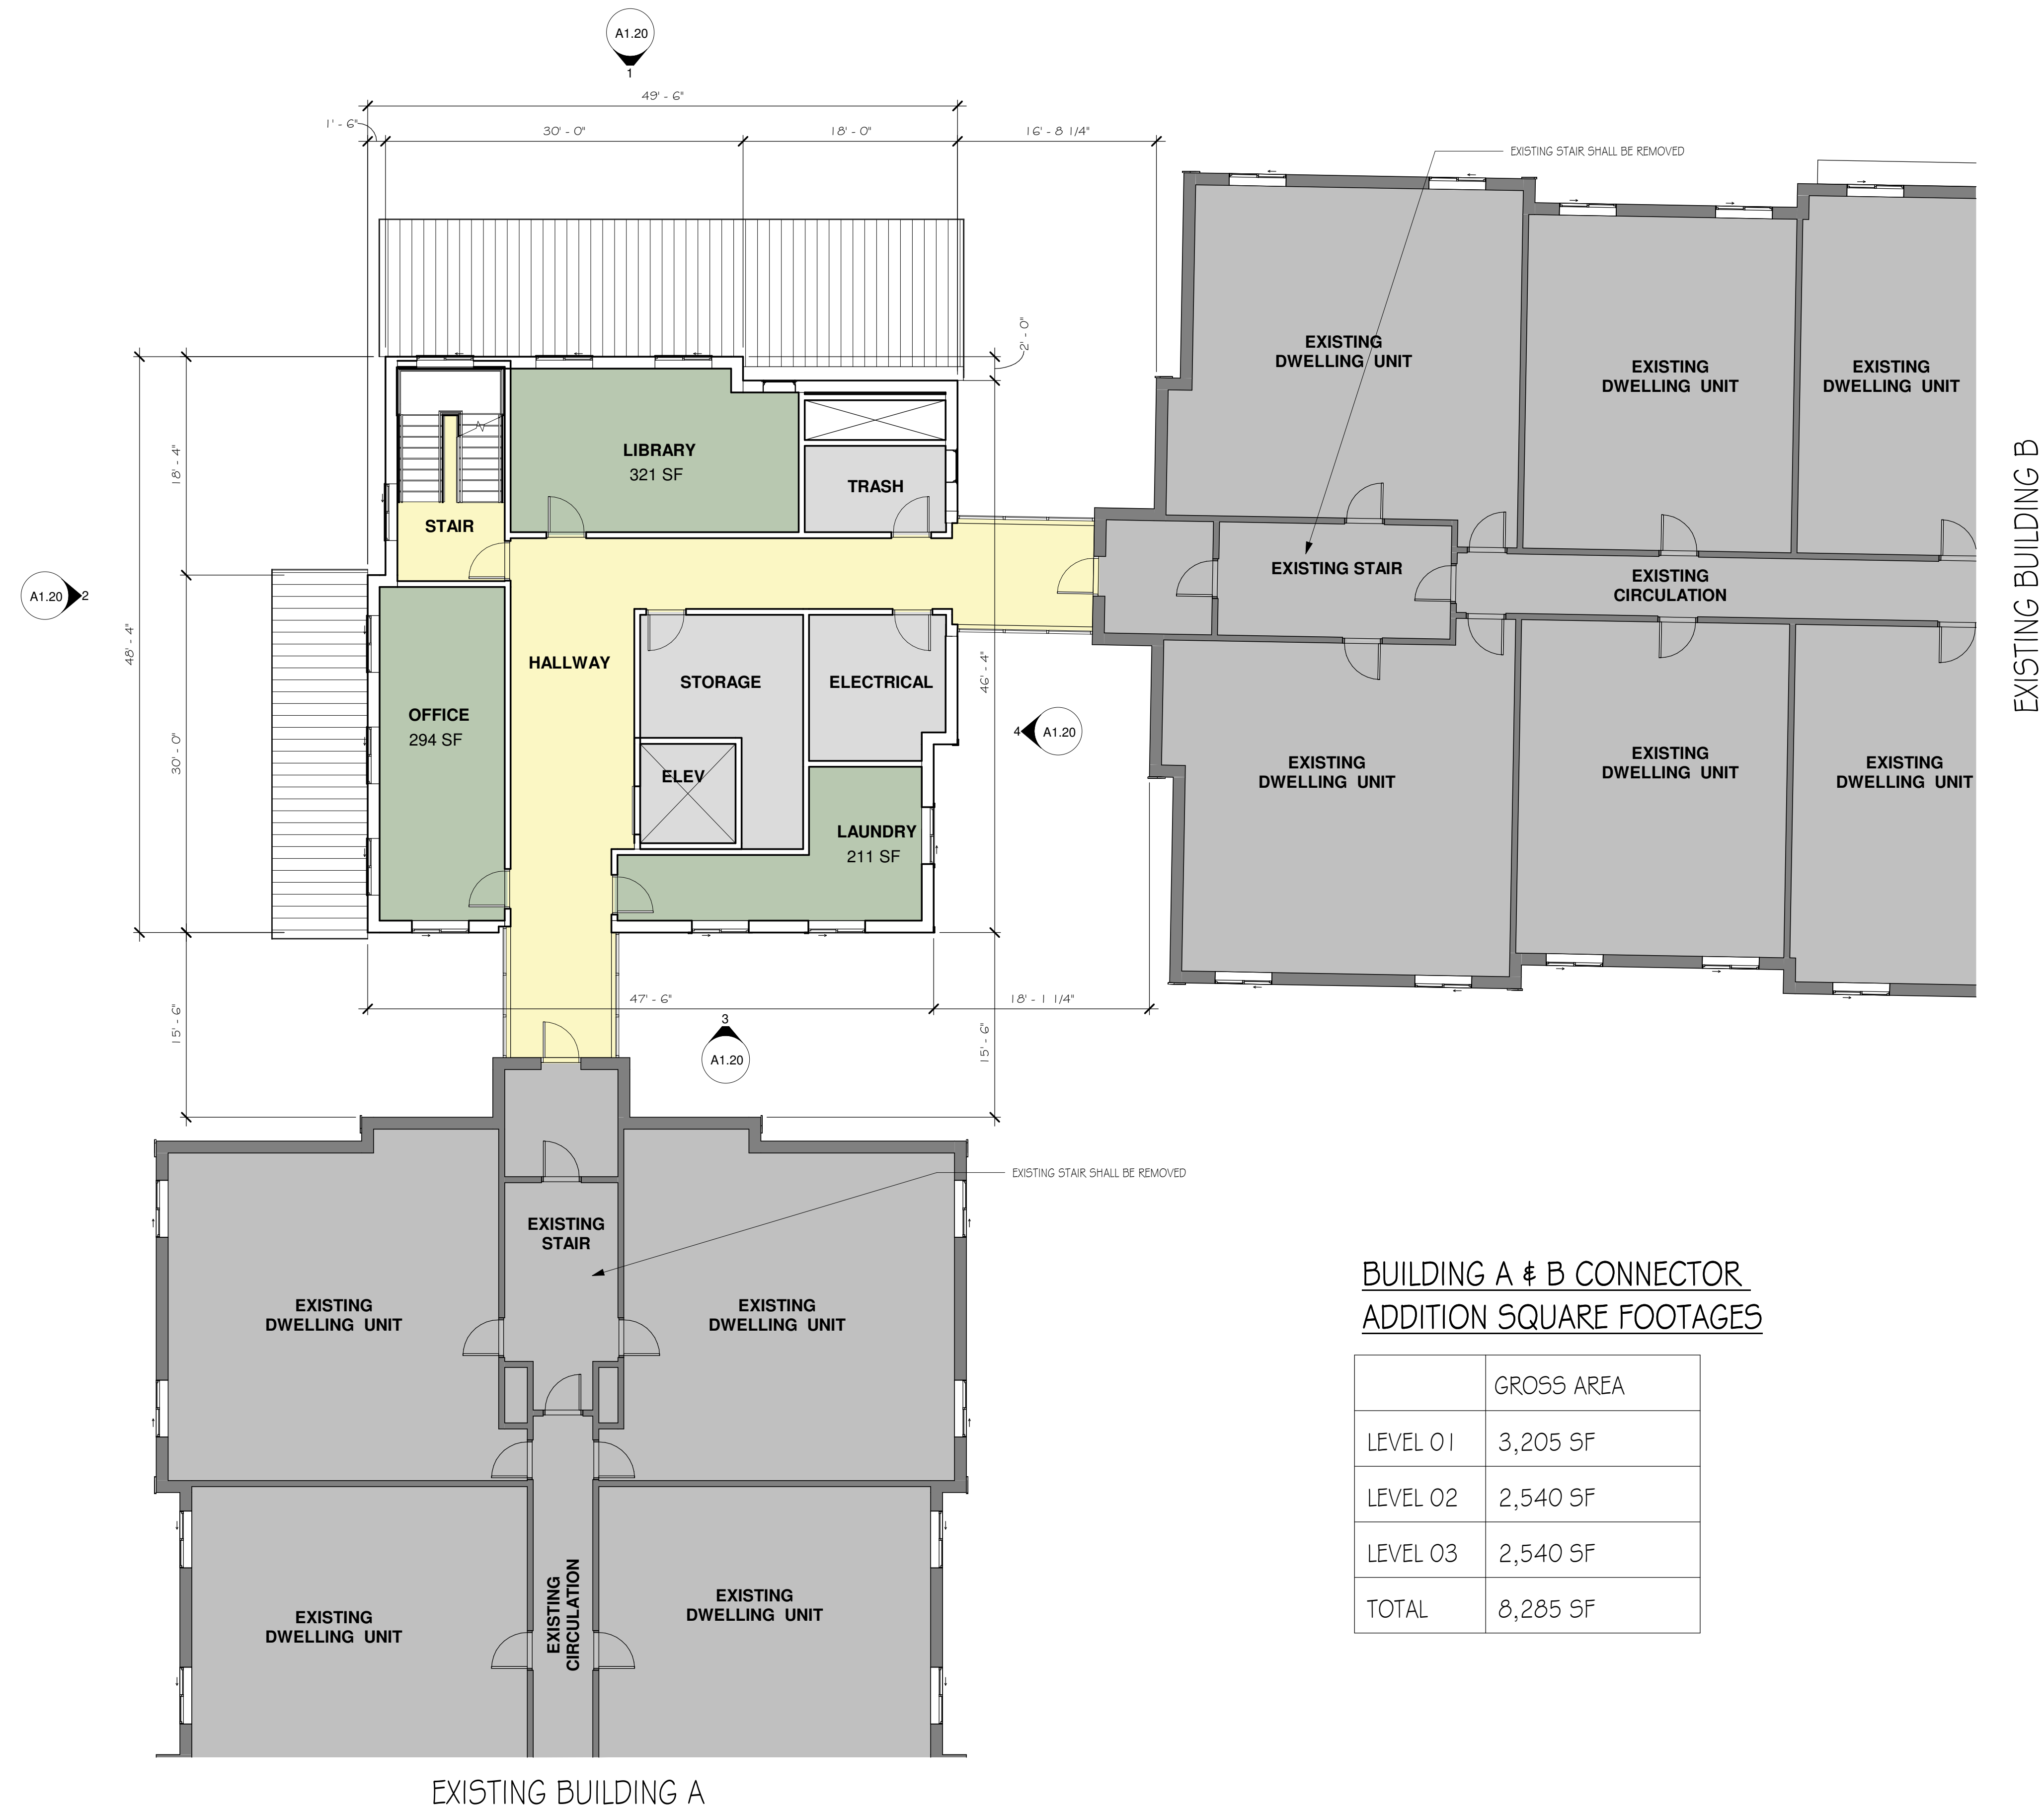 A1.20
1
49' - 6"
1' - 6"
30' - 0"
18' - 0"
16' - 8 1/4"
EXISTING STAIR SHALL BE REMOVED
2' - 0"
EXISTING
DWELLING UNIT
EXISTING
DWELLING UNIT
EXISTING
DWELLING UNIT
18' - 4"
LIBRARY
321 SF
TRASH
STAIR
EXISTING STAIR
EXISTING
CIRCULATION
EXISTING BUILDING B
A1.20
2
48' - 4"
HALLWAY
STORAGE
ELECTRICAL
46' - 4"
OFFICE
294 SF
4
A1.20
30' - 0"
ELEV
EXISTING
DWELLING UNIT
EXISTING
DWELLING UNIT
EXISTING
DWELLING UNIT
LAUNDRY
211 SF
47' - 6"
18' - 1 1/4"
15' - 6"
3
A1.20
15' - 6"
EXISTING STAIR SHALL BE REMOVED
EXISTING
STAIR
EXISTING
DWELLING UNIT
EXISTING
DWELLING UNIT
EXISTING
DWELLING UNIT
EXISTING
CIRCULATION
EXISTING
DWELLING UNIT
EXISTING BUILDING A
BUILDING A & B CONNECTOR
ADDITION SQUARE FOOTAGES
GROSS AREA
LEVEL 01 3,205 SF
LEVEL 02 2,540 SF
LEVEL 03 2,540 SF
TOTAL 8,285 SF